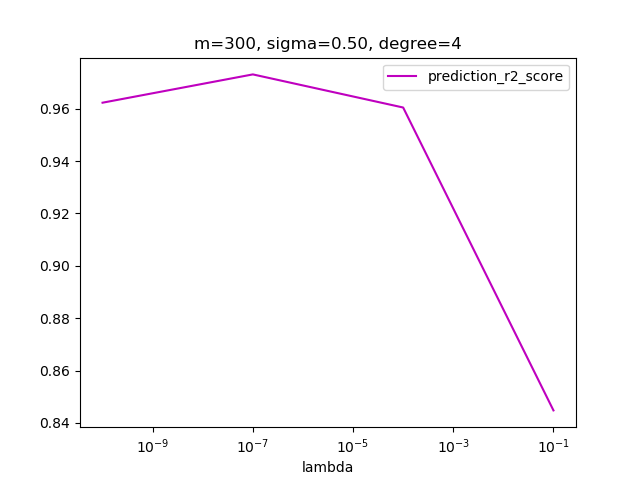 m=300, sigma=0.50, degree=4
prediction_r2_score
0.96
0.94
0.92
0.90
0.88
0.86
0.84
10⁻⁹ 10⁻⁷ 10⁻⁵ 10⁻³ 10⁻¹
lambda